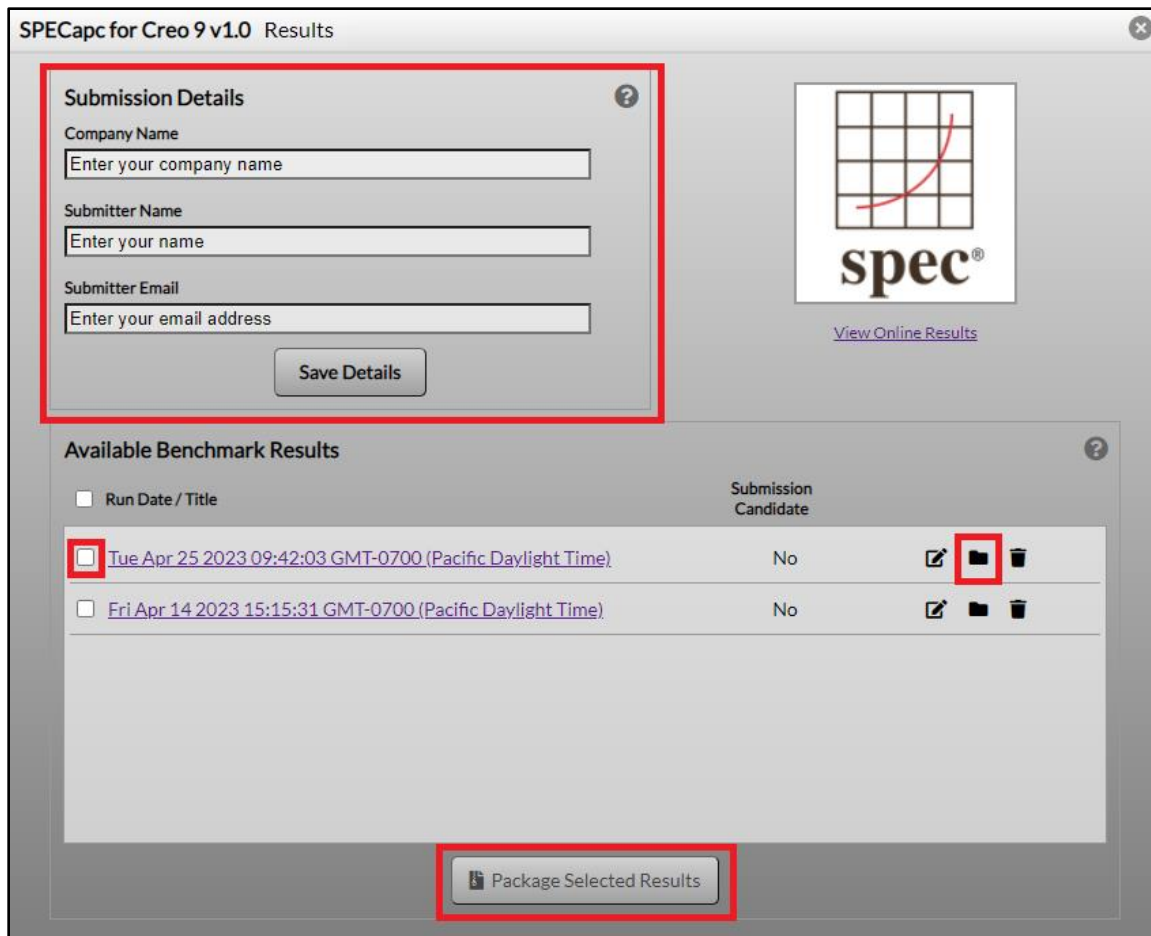 SPECapc for Creo 9 v1.0 Results
Submission Details
Company Name
Enter your company name
Submitter Name
Enter your name
Submitter Email
Enter your email address
Save Details
spec®
View Online Results
Available Benchmark Results
Run Date / Title
Submission
Candidate
Tue Apr 25 2023 09:42:03 GMT-0700 (Pacific Daylight Time) No
Fri Apr 14 2023 15:15:31 GMT-0700 (Pacific Daylight Time) No
Package Selected Results